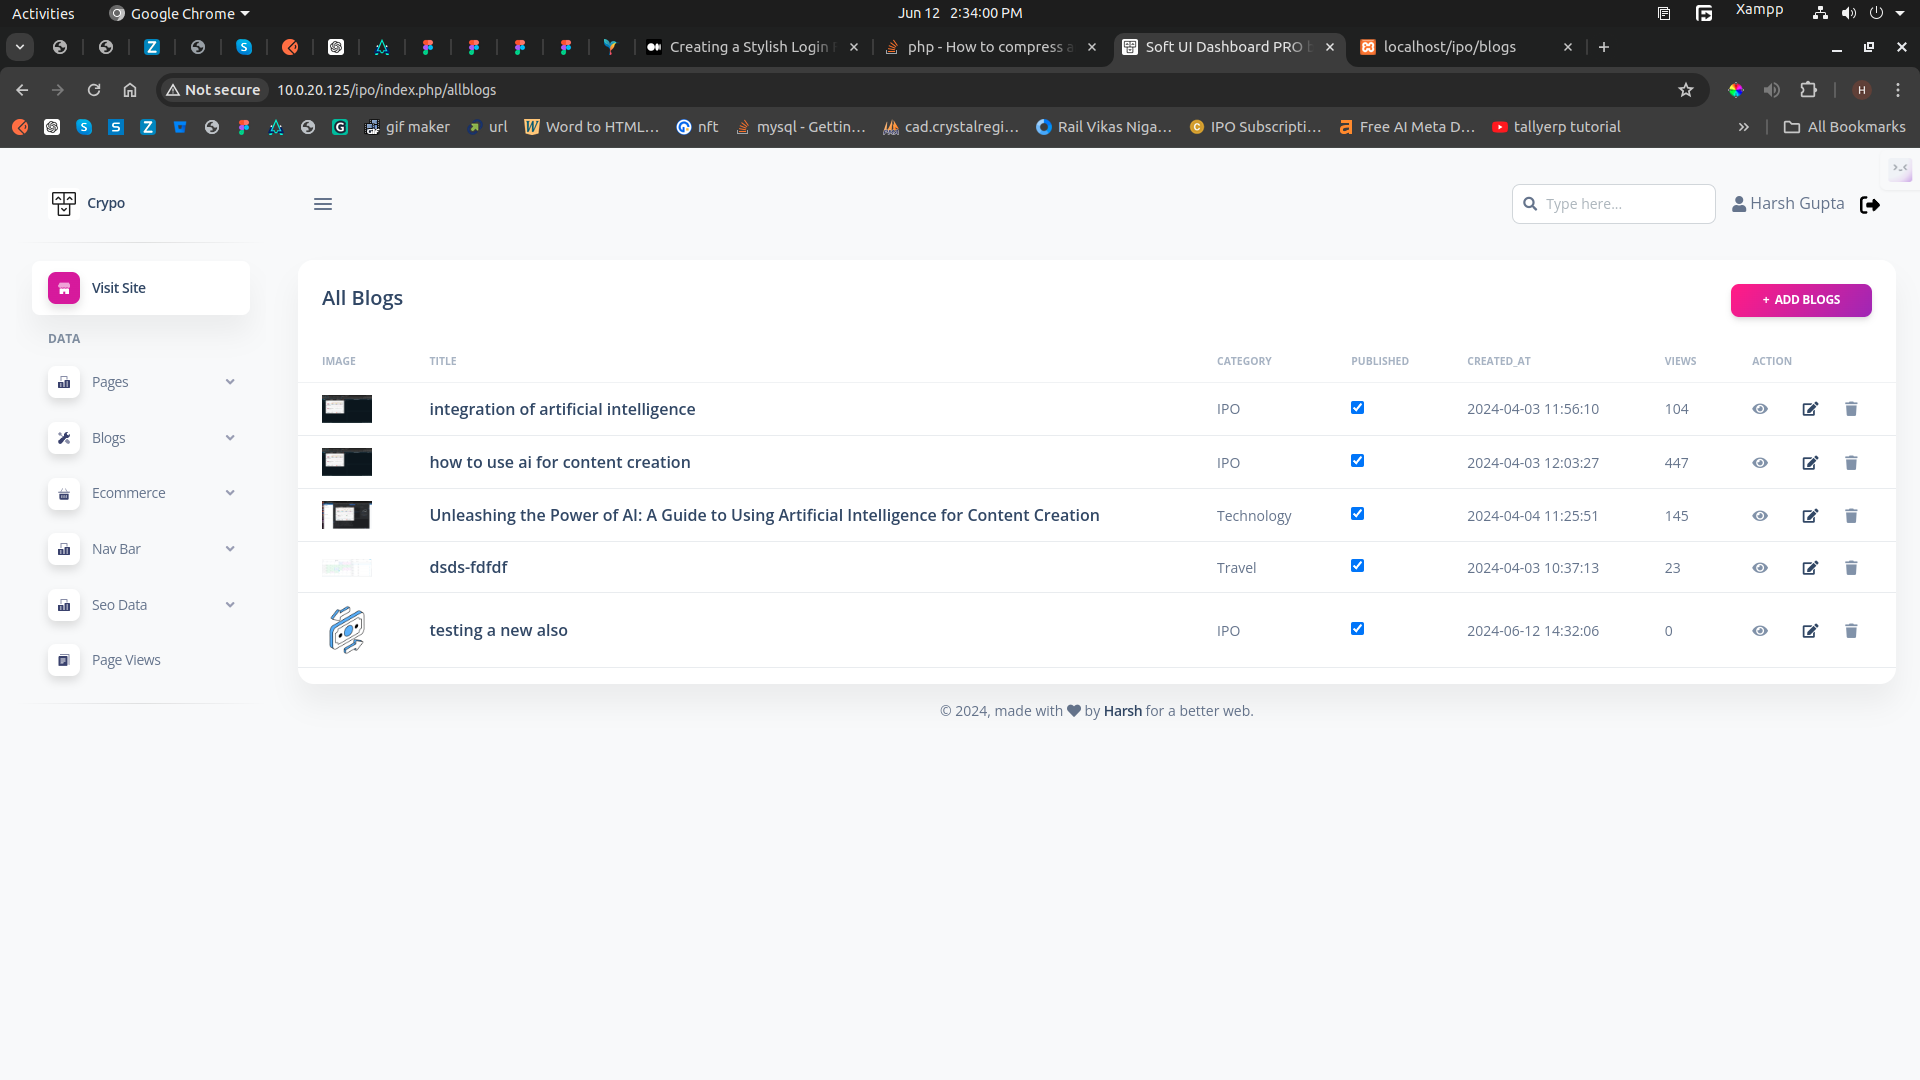 Activities Google Chrome Jun 12 2:34:00 PM Xampp
Creating a Stylish Login php - How to compress a Soft UI Dashboard PRO localhost/ipo/blogs
Not secure 10.0.20.125/ipo/index.php/allblogs H
gif maker url Word to HTML... nft mysql - Gettin... cad.crystalregi... Rail Vikas Niga... IPO Subscripti... Free AI Meta D... tallyerp tutorial » All Bookmarks
Crypo Type here... Harsh Gupta
Visit Site
All Blogs + ADD BLOGS
DATA
IMAGE TITLE CATEGORY PUBLISHED CREATED_AT VIEWS ACTION
Pages
integration of artificial intelligence IPO 2024-04-03 11:56:10 104
Blogs
how to use ai for content creation IPO 2024-04-03 12:03:27 447
Ecommerce
Unleashing the Power of AI: A Guide to Using Artificial Intelligence for Content Creation Technology 2024-04-04 11:25:51 145
Nav Bar
dsds-fdfdf Travel 2024-04-03 10:37:13 23
Seo Data
testing a new also IPO 2024-06-12 14:32:06 0
Page Views
© 2024, made with by Harsh for a better web.